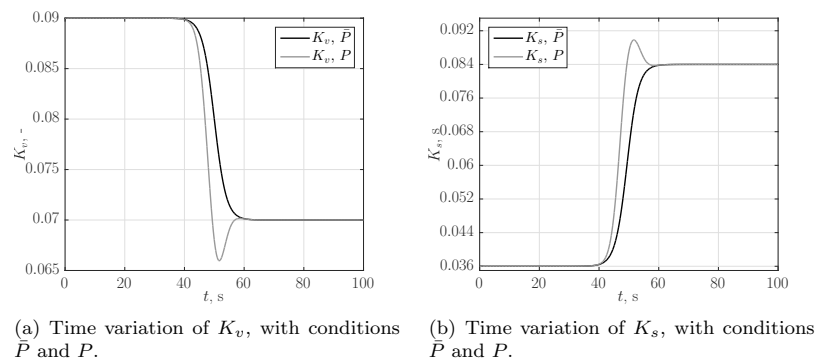 0.09
0.085
0.08
0.075
0.07
0.065
K_v, -
0 20 40 60 80 100
t, s
K_v, P̄
K_v, P
0.092
0.084
0.076
0.068
0.06
0.052
0.044
0.036
K_s, s
0 20 40 60 80 100
t, s
K_s, P̄
K_s, P
(a) Time variation of K_v, with conditions
P̄ and P.
(b) Time variation of K_s, with conditions
P̄ and P.